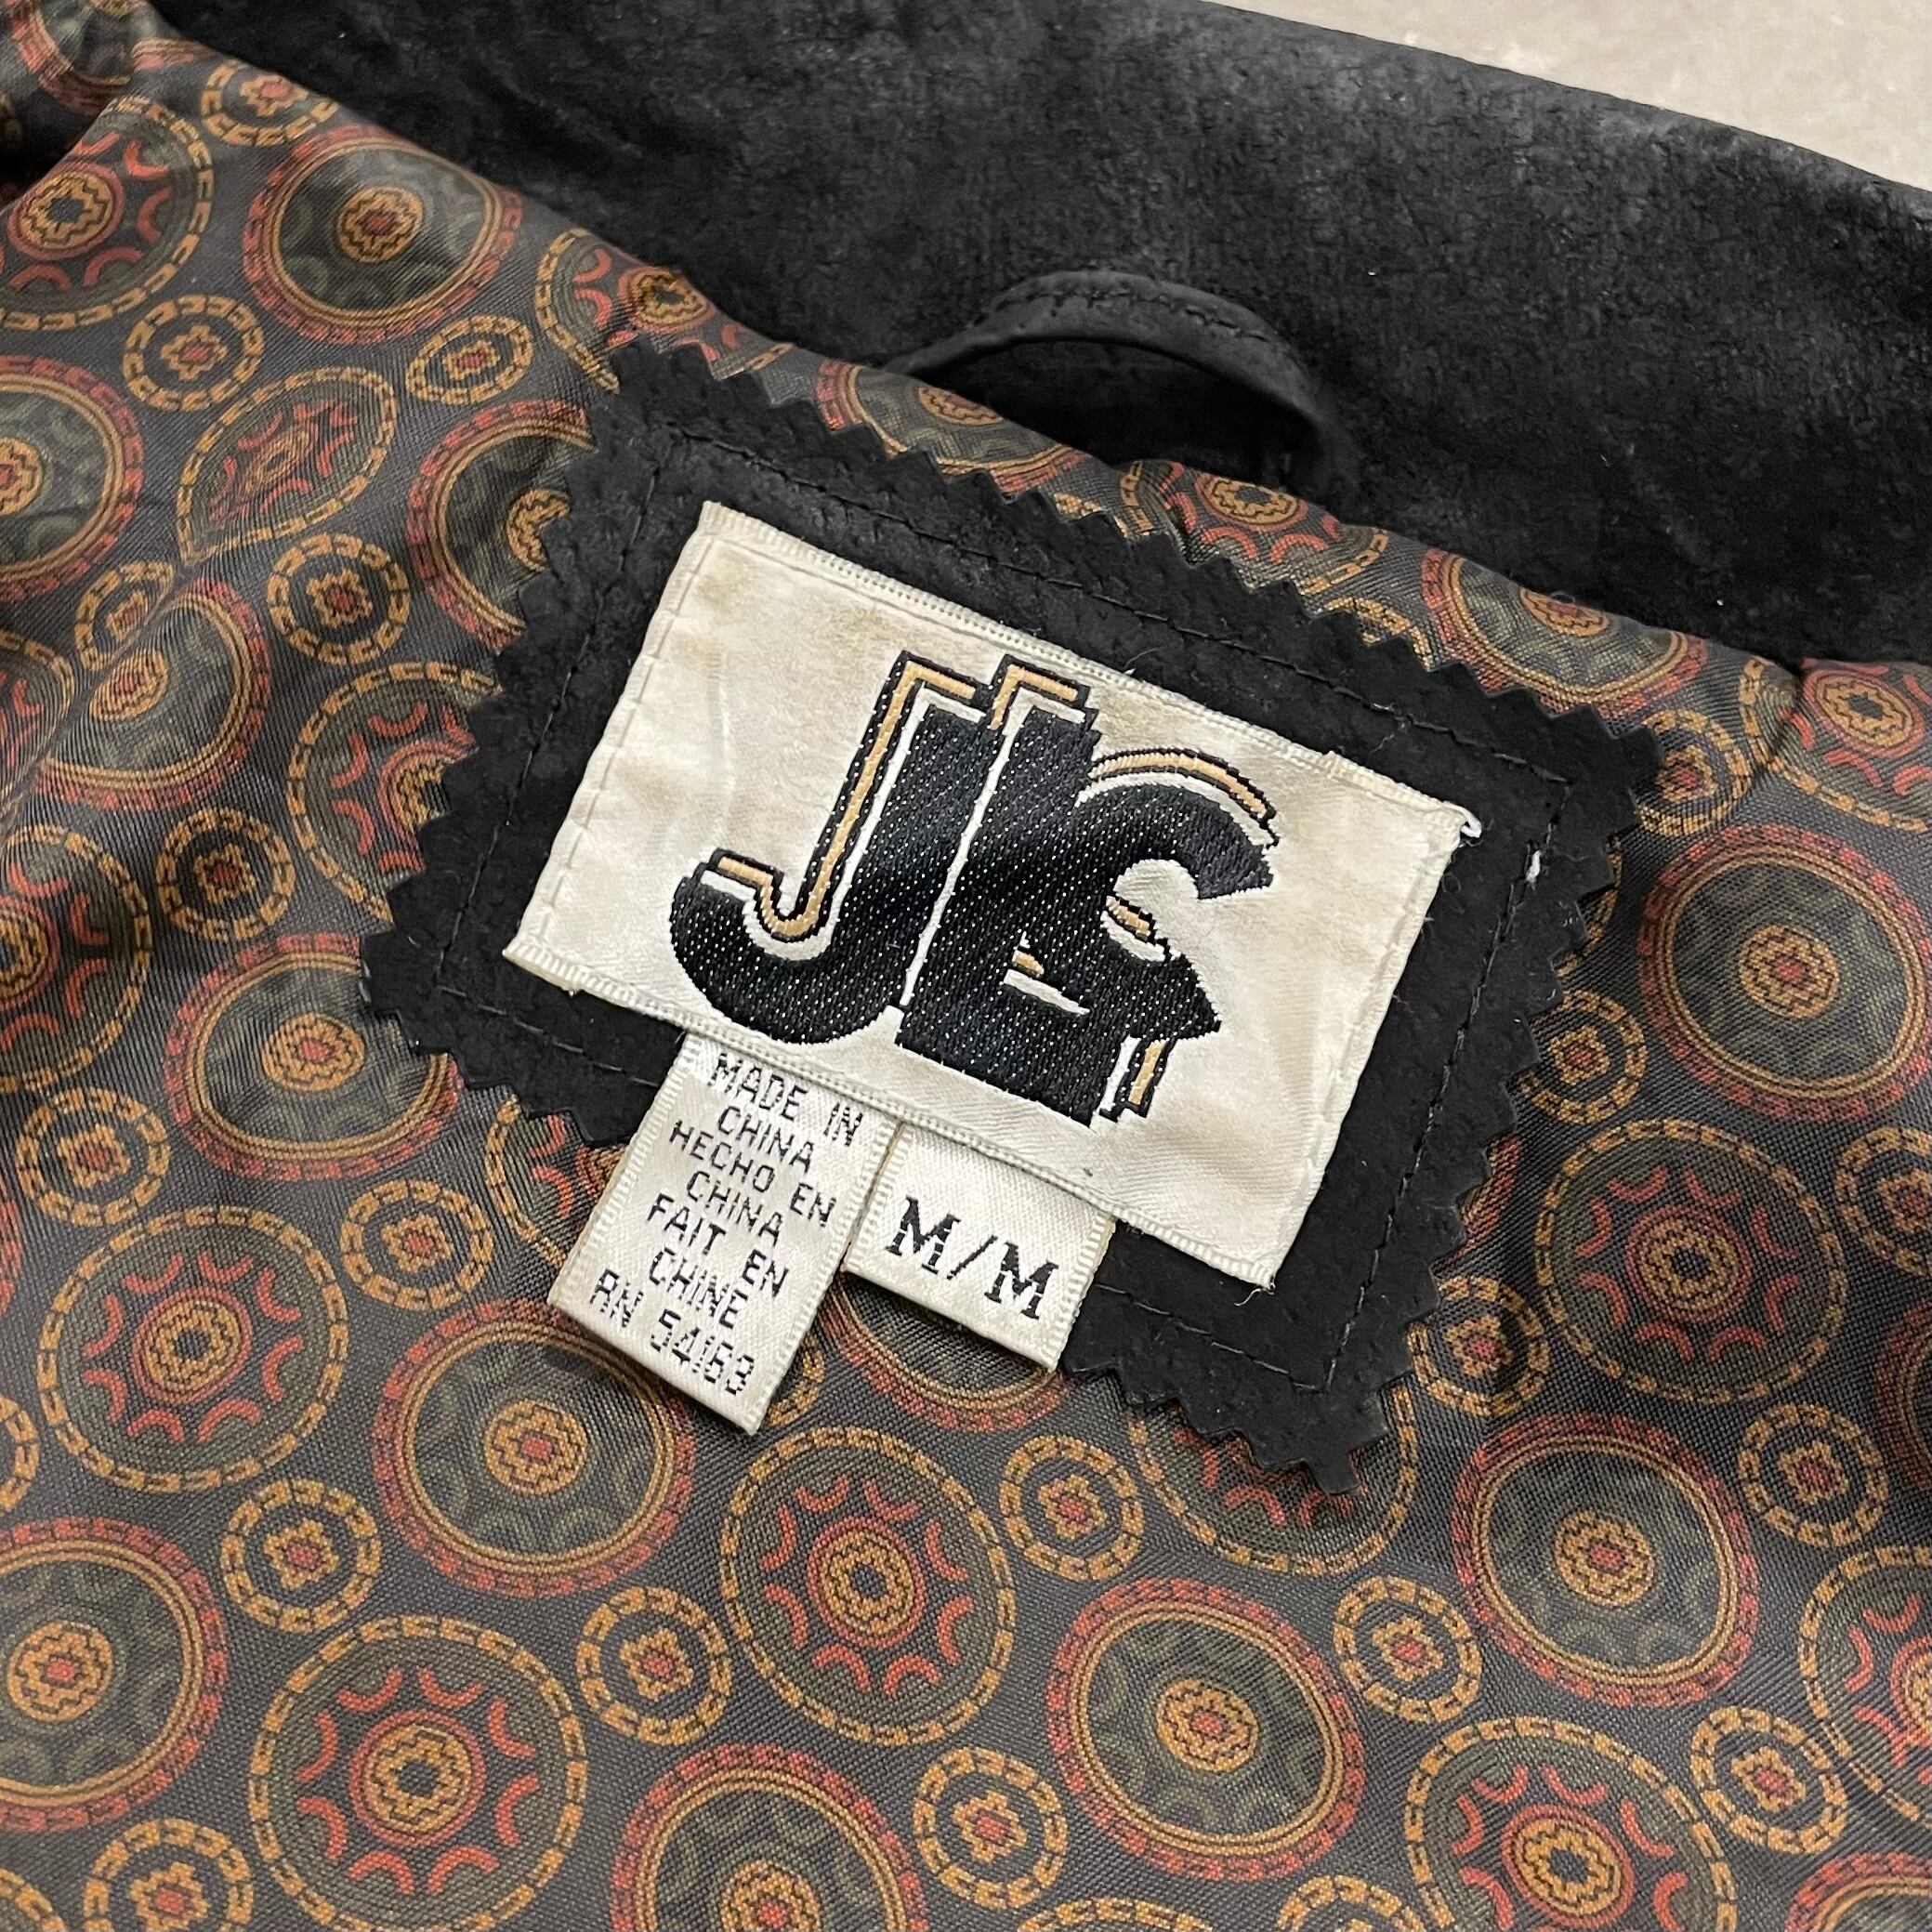 JLC
MADE IN
CHINA
HECHO EN
CHINA
FAIT EN
CHINE
RN 54163
M/M